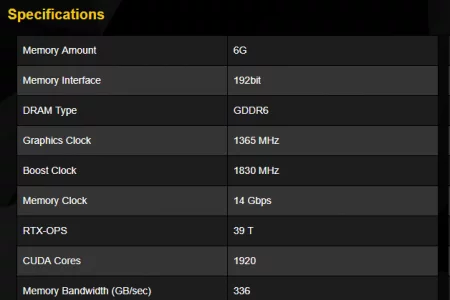 Specifications
Memory Amount 6G
Memory Interface 192bit
DRAM Type GDDR6
Graphics Clock 1365 MHz
Boost Clock 1830 MHz
Memory Clock 14 Gbps
RTX-OPS 39 T
CUDA Cores 1920
Memory Bandwidth (GB/sec) 336